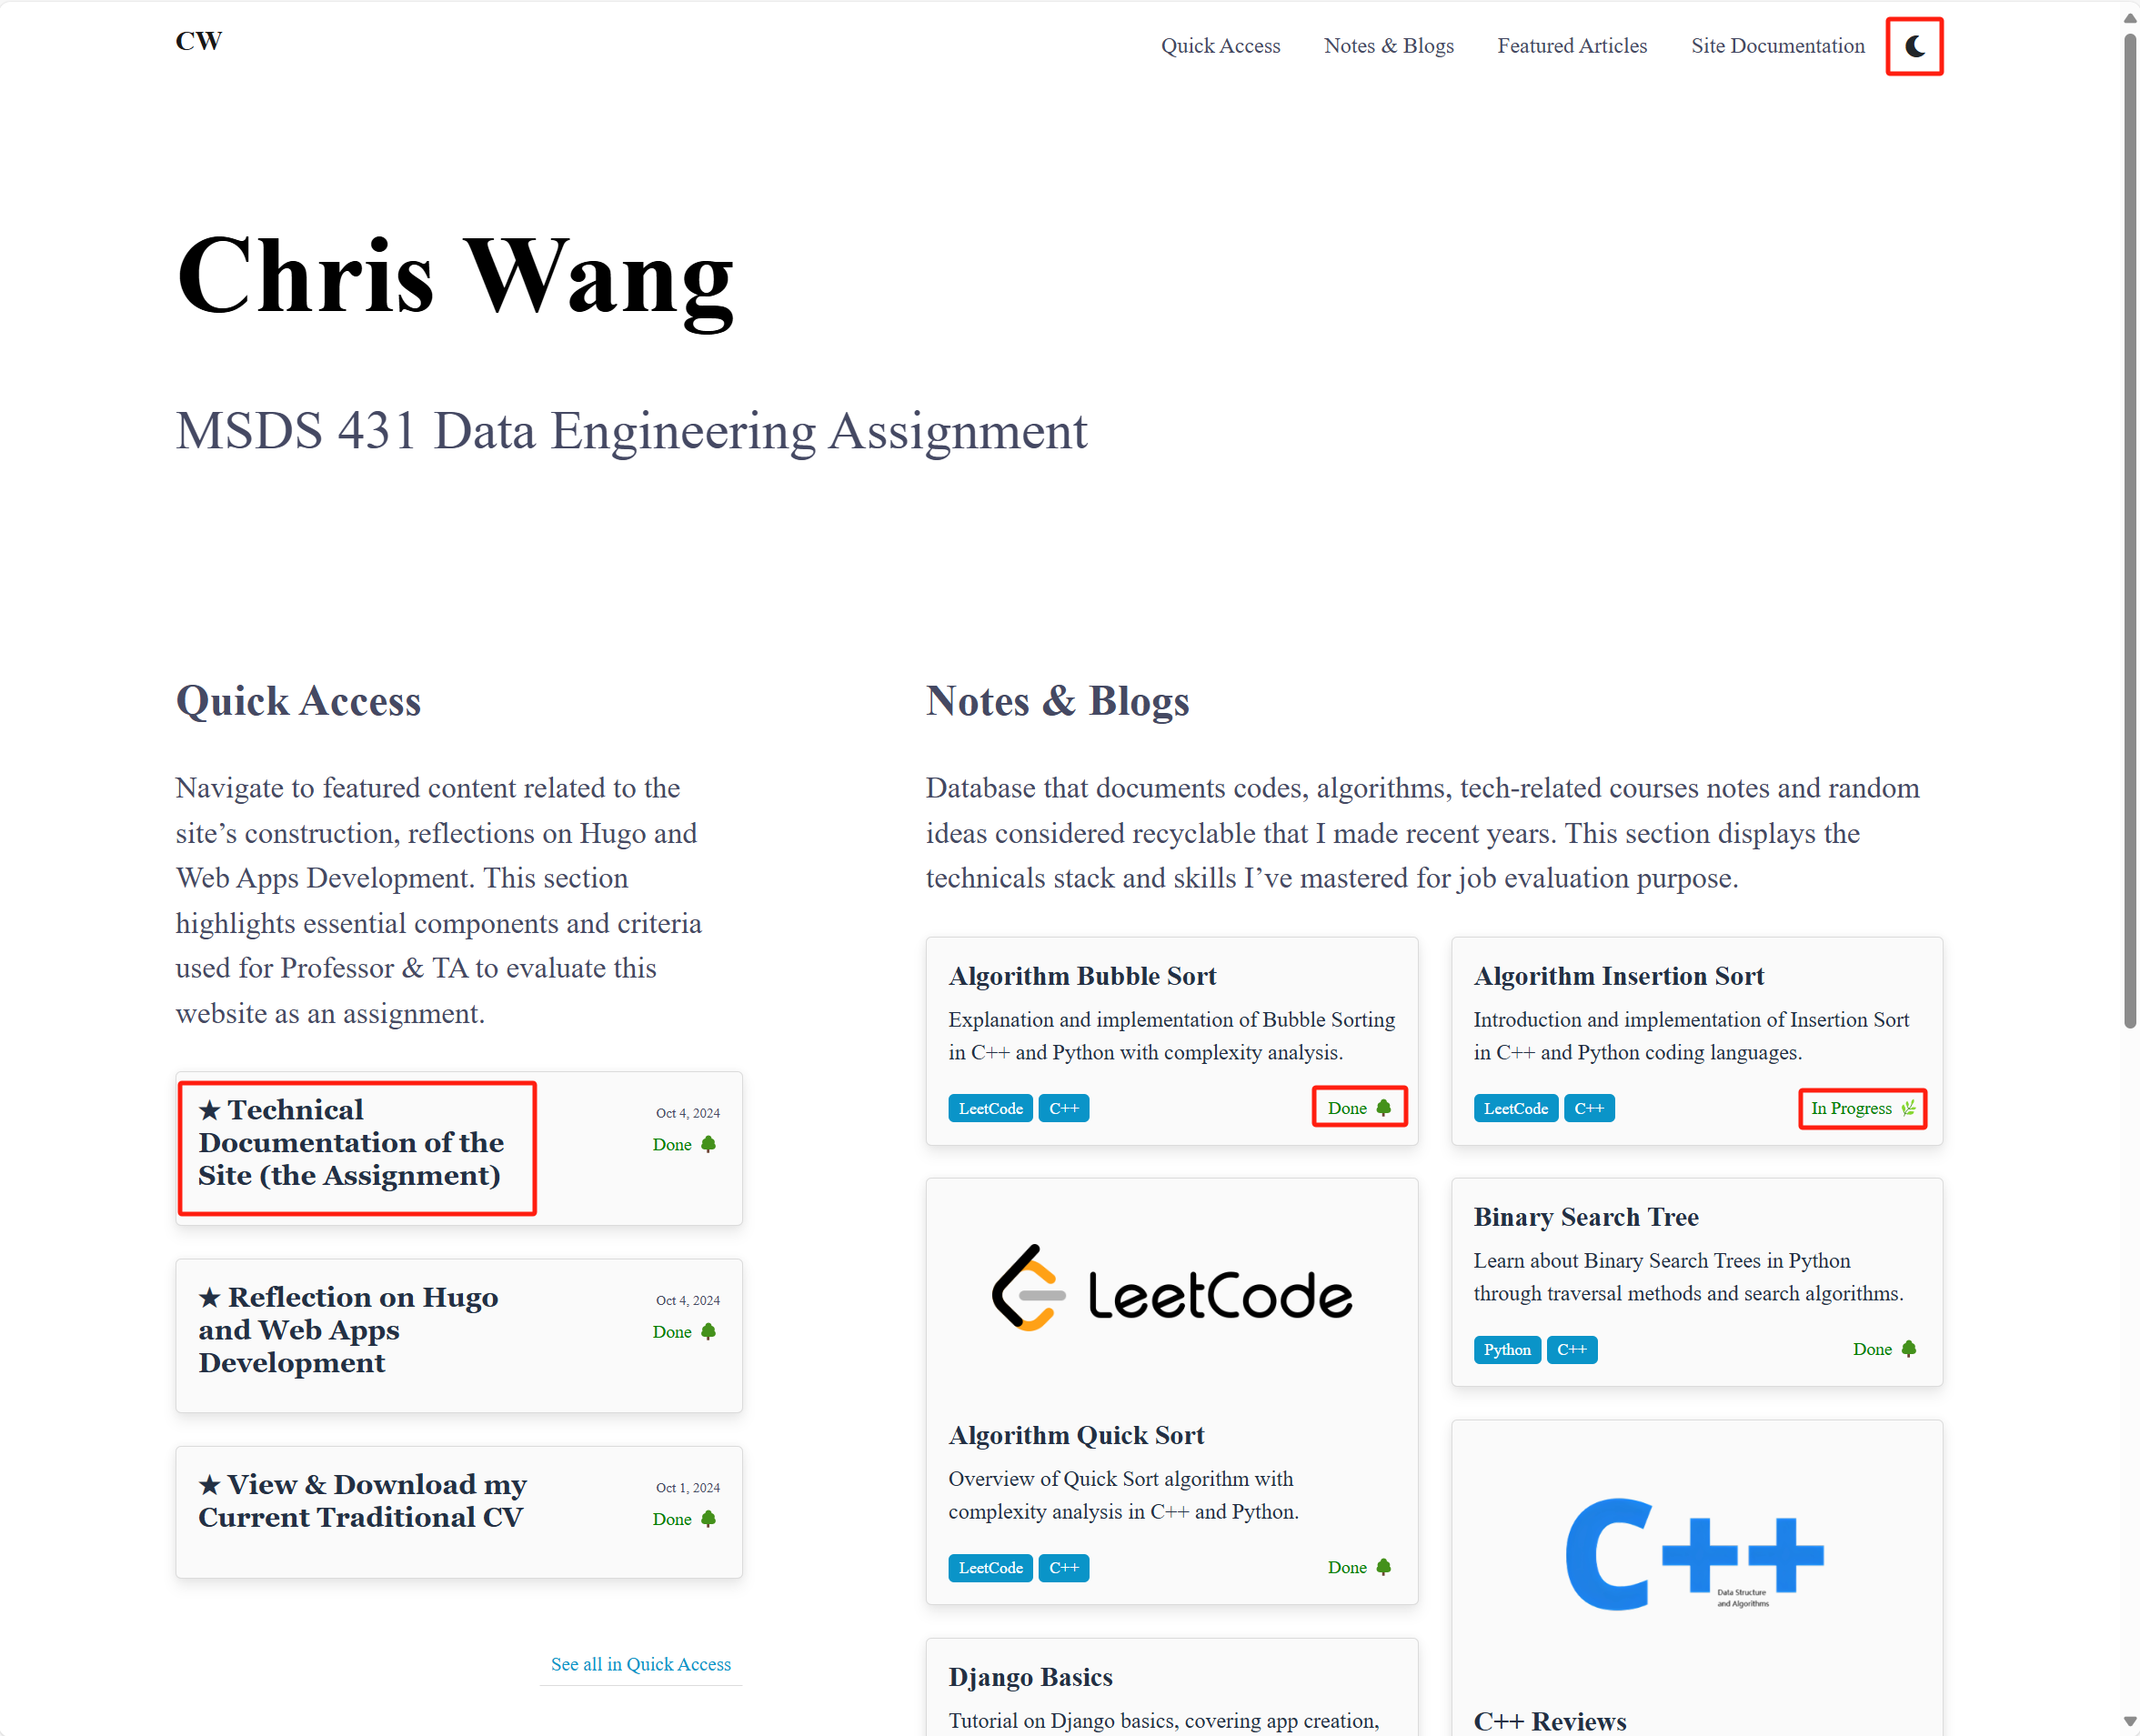 CW
Quick Access
Notes & Blogs
Featured Articles
Site Documentation
Chris Wang
MSDS 431 Data Engineering Assignment
Quick Access
Navigate to featured content related to the
site’s construction, reflections on Hugo and
Web Apps Development. This section
highlights essential components and criteria
used for Professor & TA to evaluate this
website as an assignment.
★ Technical
Documentation of the
Site (the Assignment)
Oct 4, 2024
Done
★ Reflection on Hugo
and Web Apps
Development
Oct 4, 2024
Done
★ View & Download my
Current Traditional CV
Oct 1, 2024
Done
See all in Quick Access
Notes & Blogs
Database that documents codes, algorithms, tech-related courses notes and random
ideas considered recyclable that I made recent years. This section displays the
technicals stack and skills I’ve mastered for job evaluation purpose.
Algorithm Bubble Sort
Explanation and implementation of Bubble Sorting
in C++ and Python with complexity analysis.
LeetCode
C++
Done
Algorithm Insertion Sort
Introduction and implementation of Insertion Sort
in C++ and Python coding languages.
LeetCode
C++
In Progress
LeetCode
Algorithm Quick Sort
Overview of Quick Sort algorithm with
complexity analysis in C++ and Python.
LeetCode
C++
Done
Binary Search Tree
Learn about Binary Search Trees in Python
through traversal methods and search algorithms.
Python
C++
Done
Django Basics
Tutorial on Django basics, covering app creation,
C++
Data Structure
and Algorithms
C++ Reviews